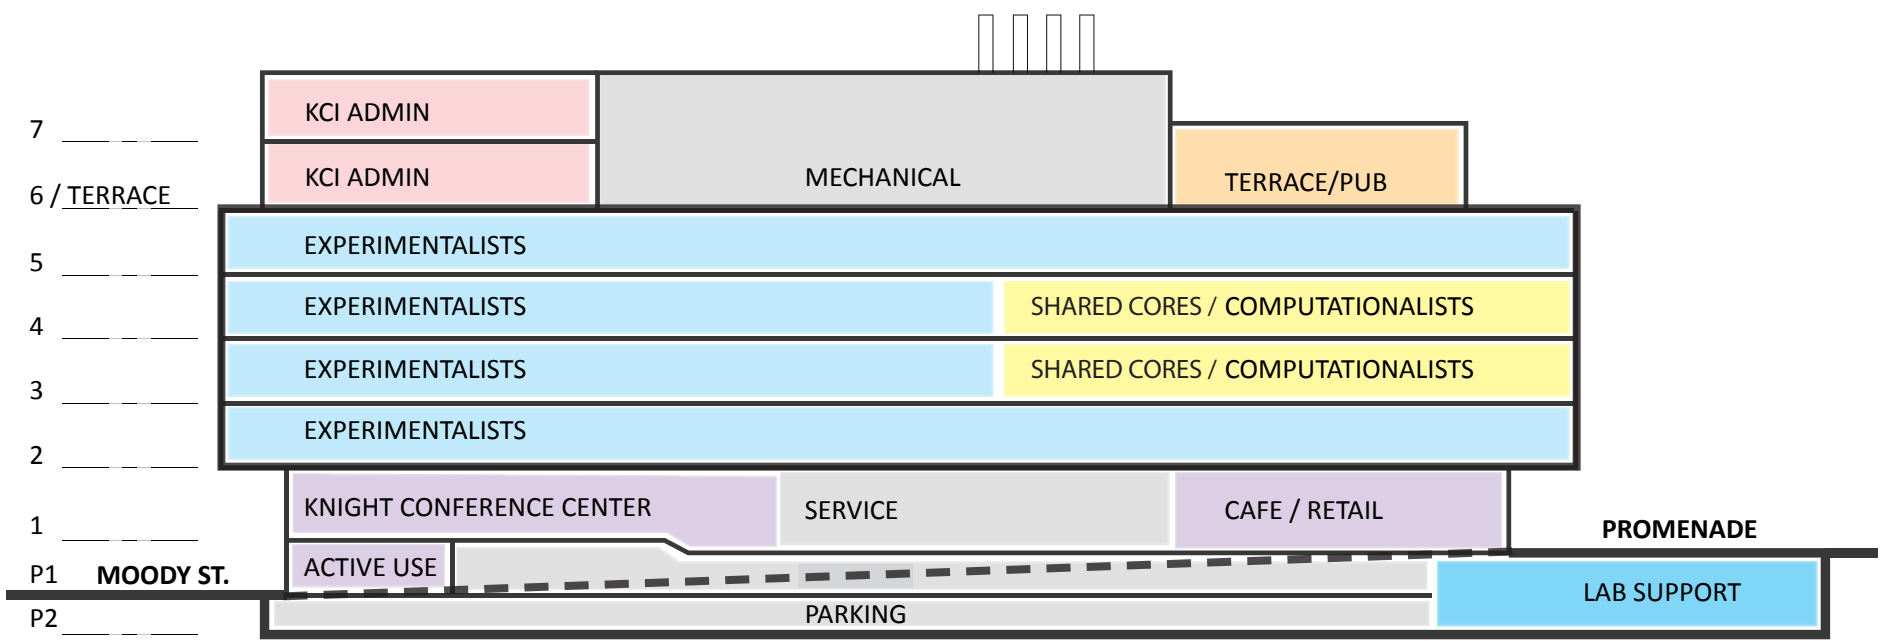 7
KCI ADMIN
6 / TERRACE
KCI ADMIN
MECHANICAL
TERRACE/PUB
5
EXPERIMENTALISTS
4
EXPERIMENTALISTS
SHARED CORES / COMPUTATIONALISTS
3
EXPERIMENTALISTS
SHARED CORES / COMPUTATIONALISTS
2
EXPERIMENTALISTS
1
KNIGHT CONFERENCE CENTER
SERVICE
CAFE / RETAIL
PROMENADE
P1
MOODY ST.
ACTIVE USE
LAB SUPPORT
P2
PARKING